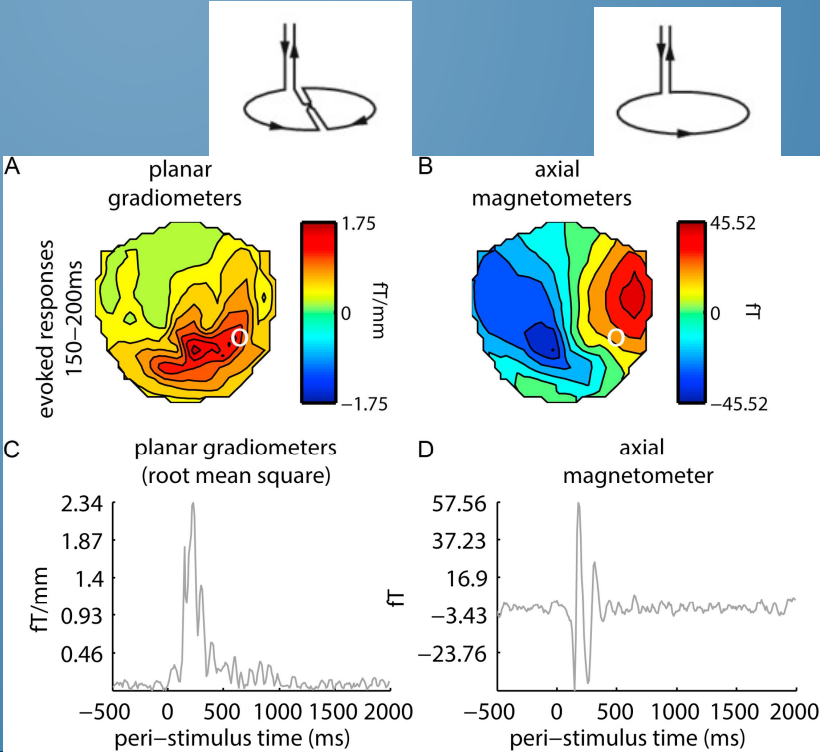 A
planar
gradiometers
B
axial
magnetometers
evoked responses
150−200ms
1.75
0
−1.75
fT/mm
45.52
0
−45.52
fT
C
planar gradiometers
(root mean square)
D
axial
magnetometer
2.34
1.87
1.4
0.93
0.46
fT/mm
−500 0 500 1000 1500 2000
peri−stimulus time (ms)
57.56
37.23
16.9
−3.43
−23.76
fT
−500 0 500 1000 1500 2000
peri−stimulus time (ms)